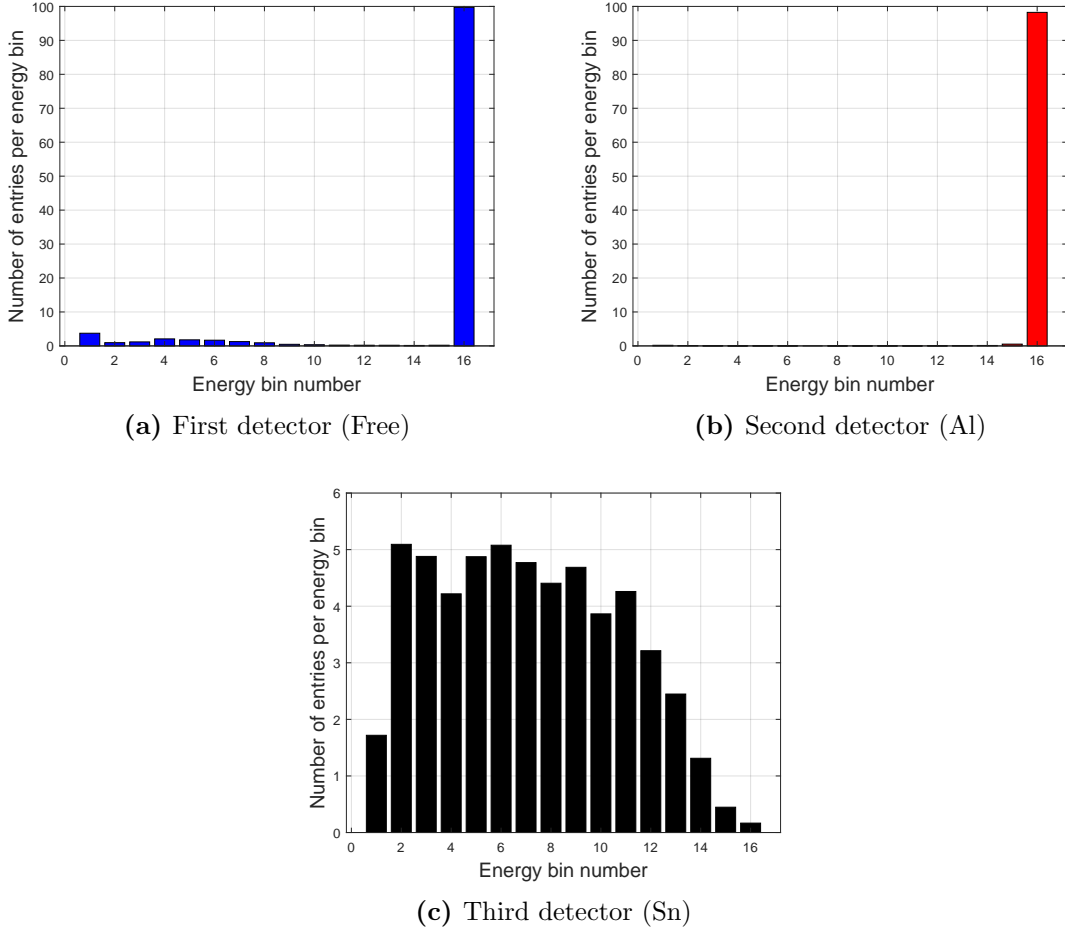 Number of entries per energy bin
100
90
80
70
60
50
40
30
20
10
0
0 2 4 6 8 10 12 14 16
Energy bin number
(a) First detector (Free)
Number of entries per energy bin
100
90
80
70
60
50
40
30
20
10
0
0 2 4 6 8 10 12 14 16
Energy bin number
(b) Second detector (Al)
Number of entries per energy bin
6
5
4
3
2
1
0
0 2 4 6 8 10 12 14 16
Energy bin number
(c) Third detector (Sn)